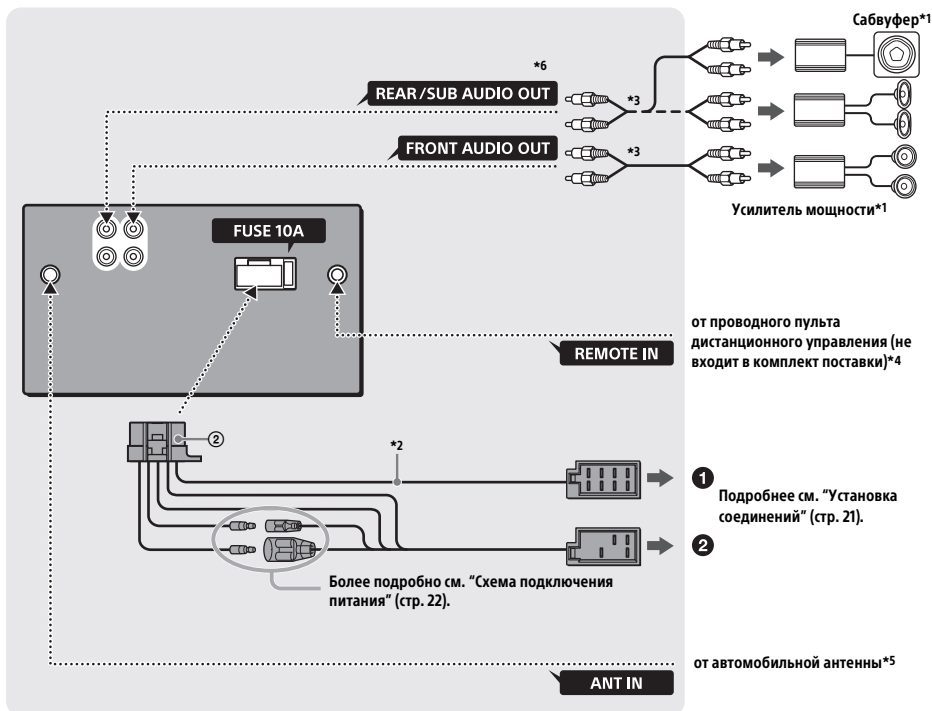 Сабвуфер*1
*6
REAR/SUB AUDIO OUT
*3
FRONT AUDIO OUT
*3
Усилитель мощности*1
FUSE 10A
от проводного пульта
дистанционного управления (не
входит в комплект поставки)*4
REMOTE IN
②
*2
❶
Подробнее см. “Установка
соединений” (стр. 21).
❷
Более подробно см. “Схема подключения
питания” (стр. 22).
от автомобильной антенны*5
ANT IN